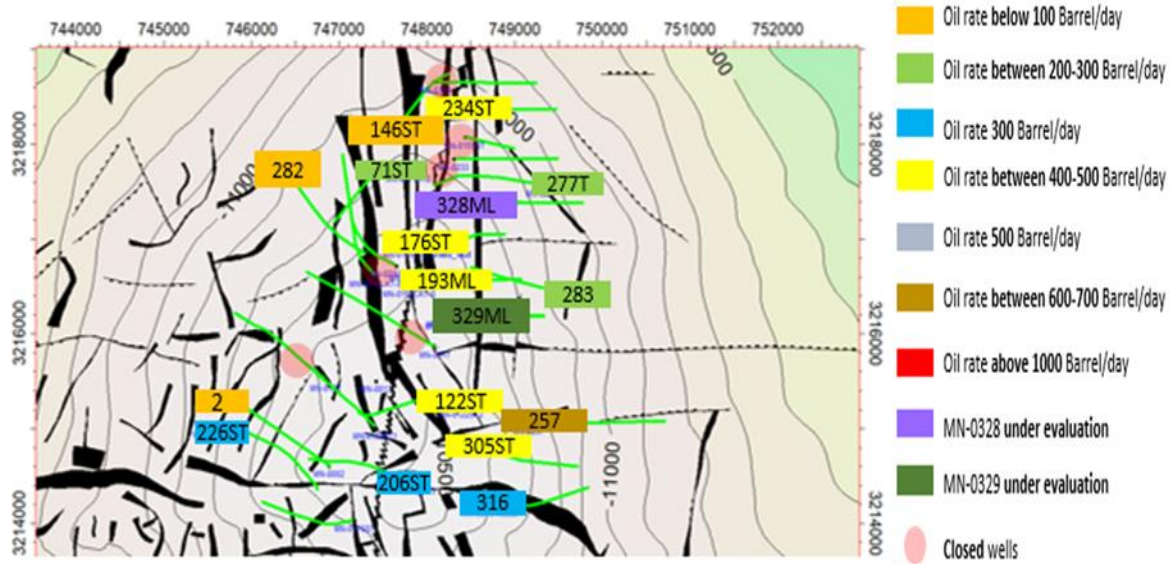 744000 745000 746000 747000 748000 749000 750000 751000 752000
Oil rate below 100 Barrel/day
Oil rate between 200-300 Barrel/day
Oil rate 300 Barrel/day
Oil rate between 400-500 Barrel/day
Oil rate 500 Barrel/day
Oil rate between 600-700 Barrel/day
Oil rate above 1000 Barrel/day
MN-0328 under evaluation
MN-0329 under evaluation
Closed wells
3218000
3216000
3214000
3218000
3216000
3214000
234ST
146ST
282
71ST
277T
328ML
176ST
193ML
283
329ML
2
122ST
226ST
257
305ST
206ST
316
-11000